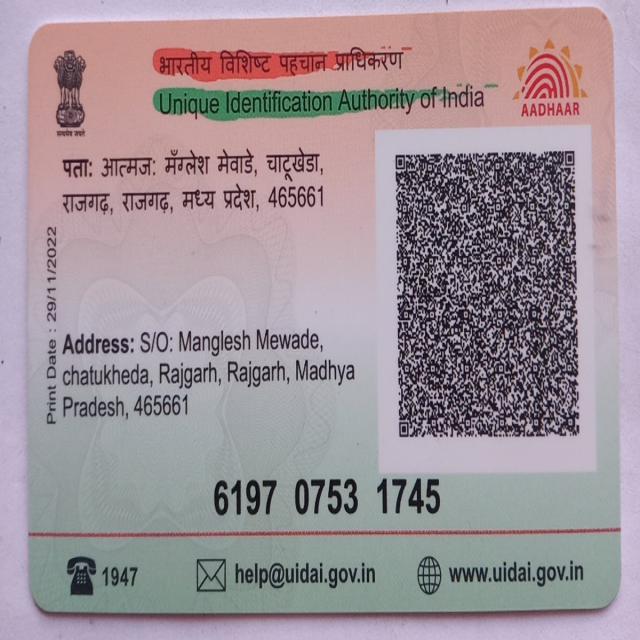 भारतीय विशिष्ट पहचान प्राधिकरण
Unique Identification Authority of India
AADHAAR
सत्यमेव जयते
पता: आत्मज: मँग्लेश मेवाडे, चाटूखेडा,
राजगढ़, राजगढ़, मध्य प्रदेश, 465661
Print Date : 29/11/2022
Address: S/O: Manglesh Mewade,
chatukheda, Rajgarh, Rajgarh, Madhya
Pradesh, 465661
6197 0753 1745
1947
help@uidai.gov.in
www.uidai.gov.in